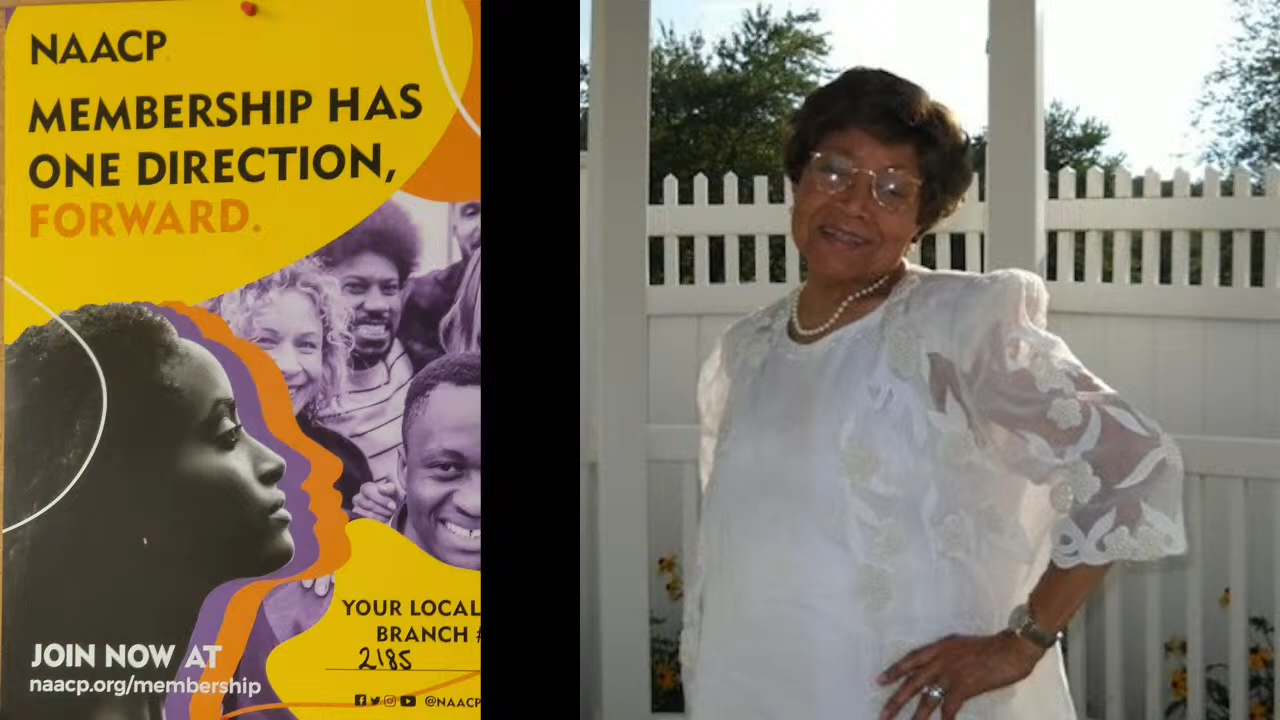 NAACP
MEMBERSHIP HAS
ONE DIRECTION,
FORWARD.
YOUR LOCAL
BRANCH #
2185
JOIN NOW AT
naacp.org/membership
@NAACP